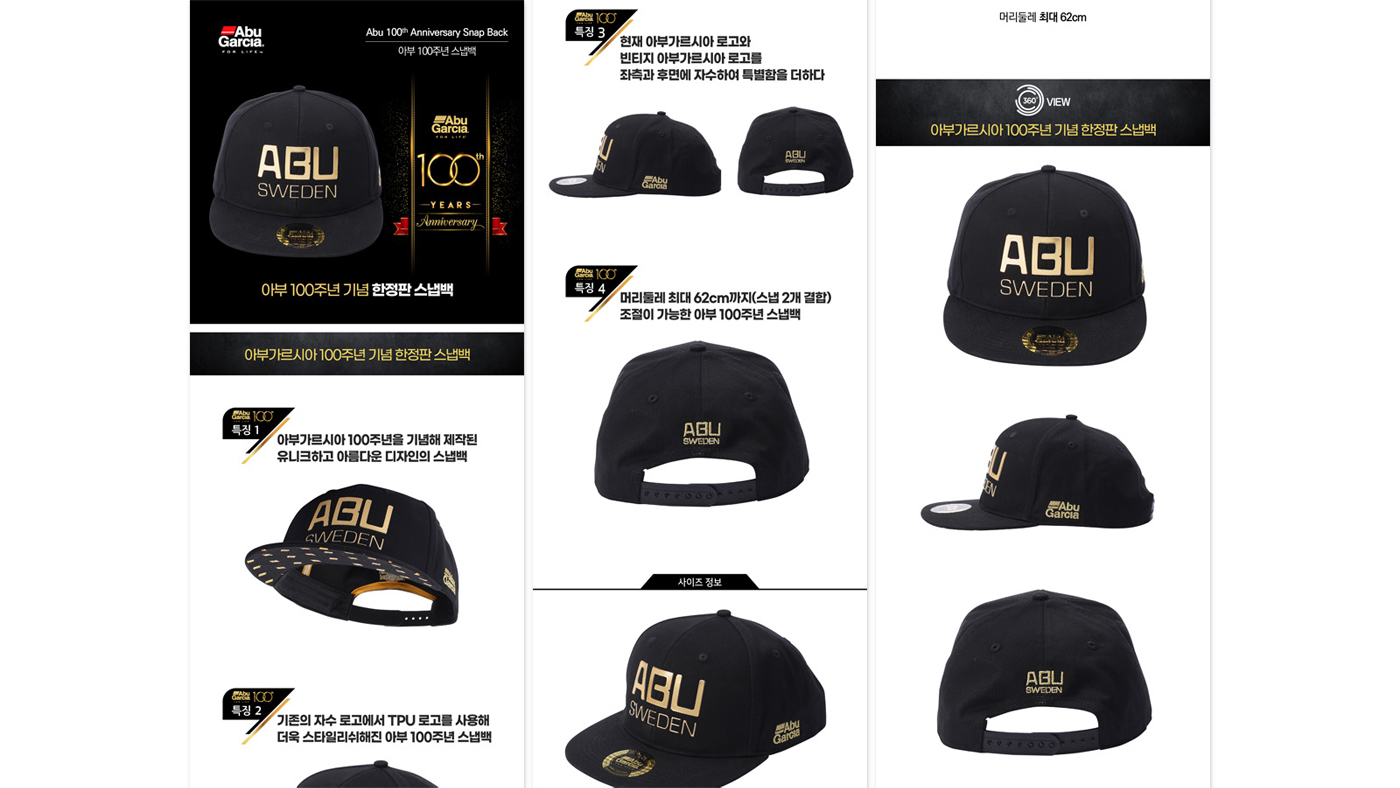 Abu
Garcia
FOR LIFE
Abu 100th Anniversary Snap Back
아부 100주년 스냅백
ABU
SWEDEN
Abu
Garcia
FOR LIFE
100th
YEARS
Anniversary
아부 100주년 기념 한정판 스냅백
아부가르시아 100주년 기념 한정판 스냅백
Abu
Garcia 100
특징 1
아부가르시아 100주년을 기념해 제작된
유니크하고 아름다운 디자인의 스냅백
ABU
SWEDEN
Abu
Garcia
Abu
Garcia 100
특징 2
기존의 자수 로고에서 TPU 로고를 사용해
더욱 스타일리쉬해진 아부 100주년 스냅백
Abu
Garcia 100
특징 3
현재 아부가르시아 로고와
빈티지 아부가르시아 로고를
좌측과 후면에 자수하여 특별함을 더하다
Abu
Garcia
ABU
SWEDEN
Abu
Garcia 100
특징 4
머리둘레 최대 62cm까지(스냅 2개 결합)
조절이 가능한 아부 100주년 스냅백
ABU
SWEDEN
사이즈 정보
ABU
SWEDEN
Abu
Garcia
Abu
Garcia
머리둘레 최대 62cm
360° VIEW
아부가르시아 100주년 기념 한정판 스냅백
ABU
SWEDEN
Abu
Garcia
ABU
SWEDEN